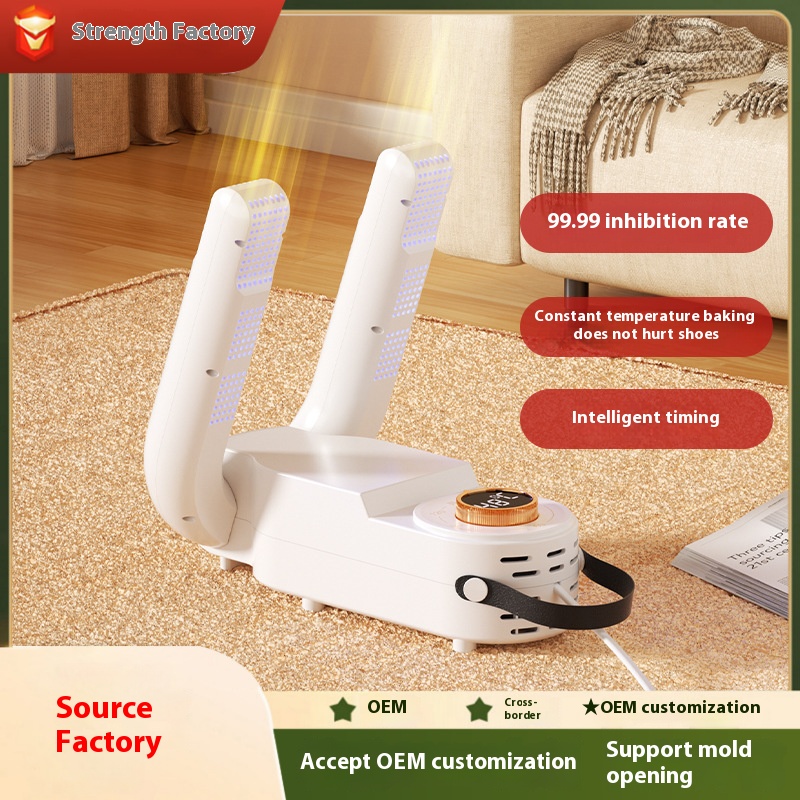 Strength Factory
99.99 inhibition rate
Constant temperature baking
does not hurt shoes
Intelligent timing
Three tips
sourcing
21st ce
Source
Factory
OEM
Cross-
border
★OEM customization
Accept OEM customization
Support mold
opening